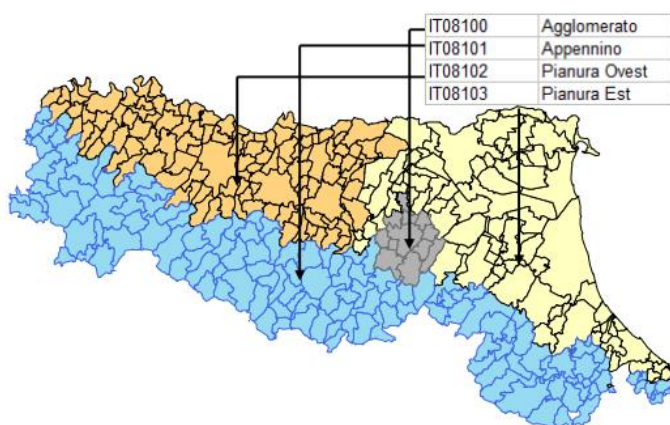 IT08100 Agglomerato
IT08101 Appennino
IT08102 Pianura Ovest
IT08103 Pianura Est